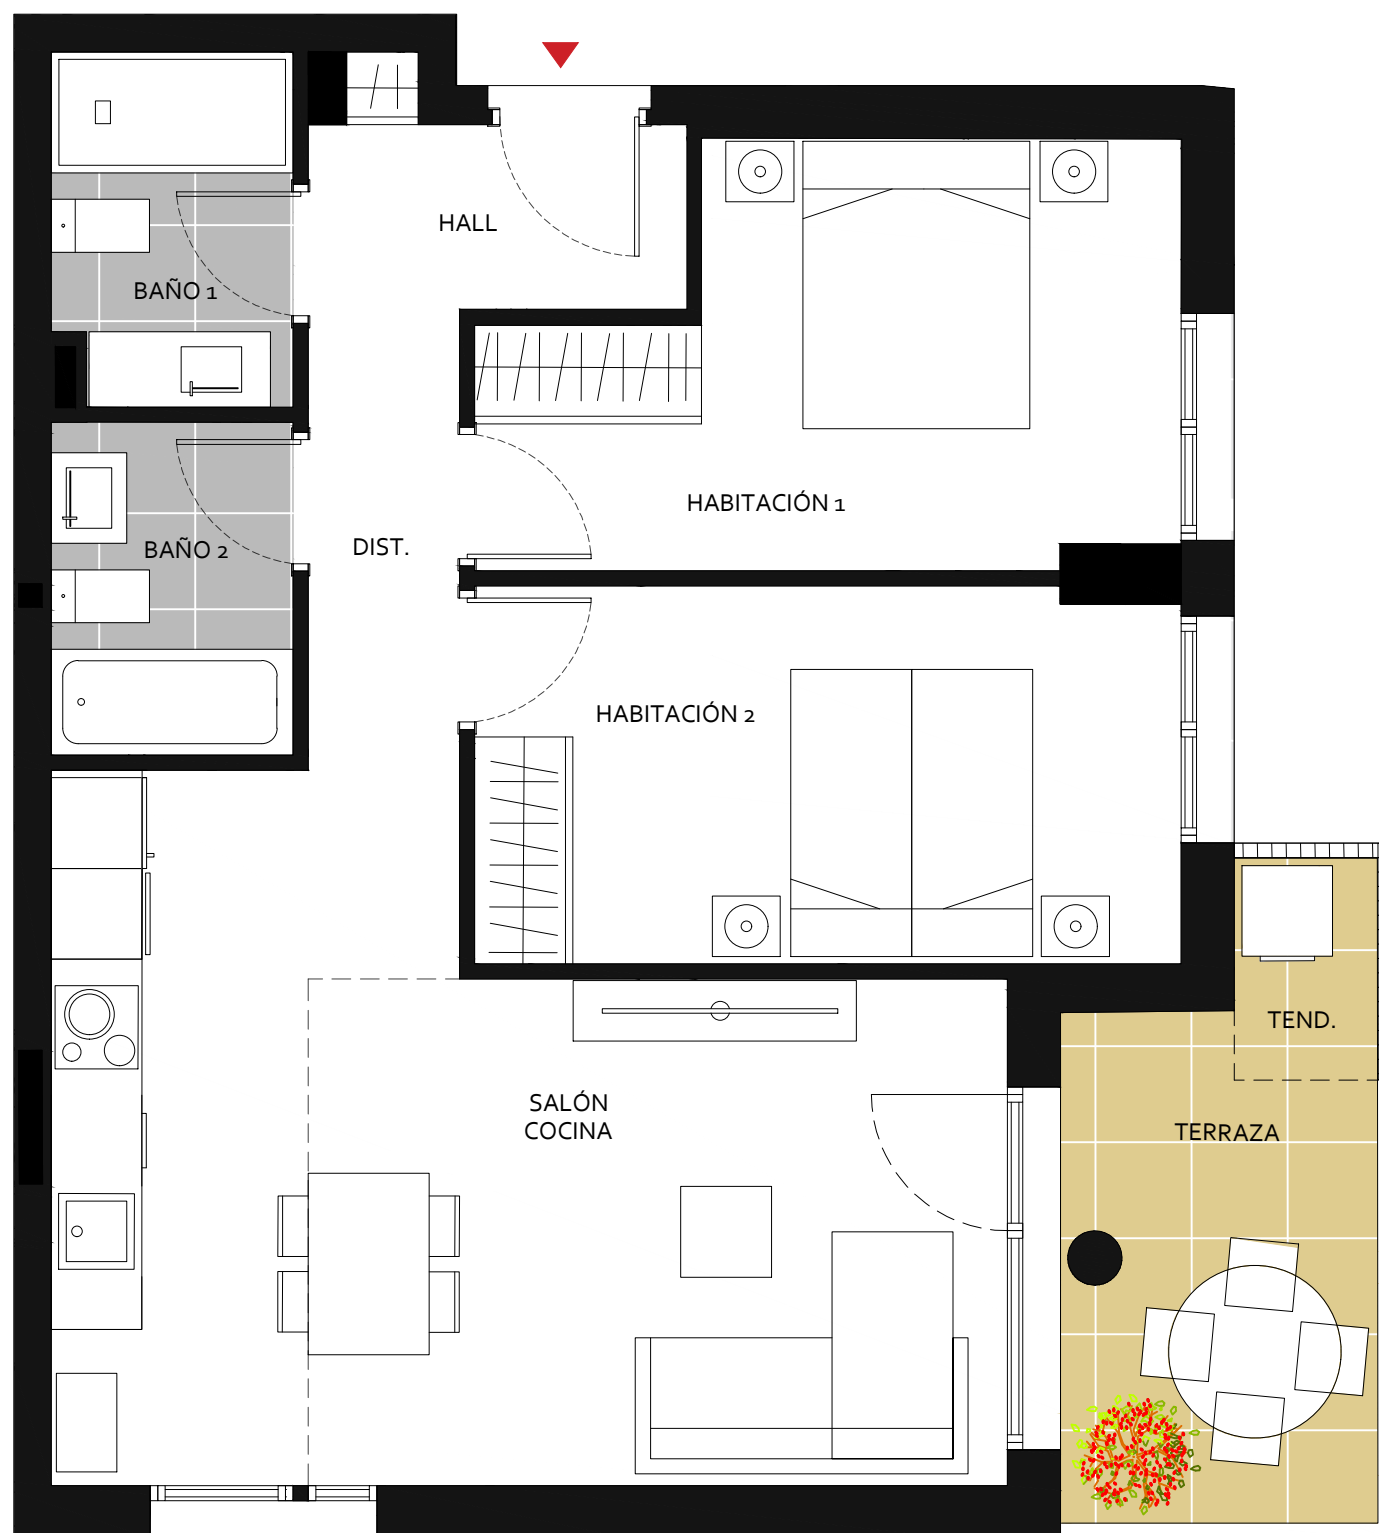 HALL
BAÑO 1
HABITACIÓN 1
DIST.
BAÑO 2
HABITACIÓN 2
TEND.
SALÓN
COCINA
TERRAZA